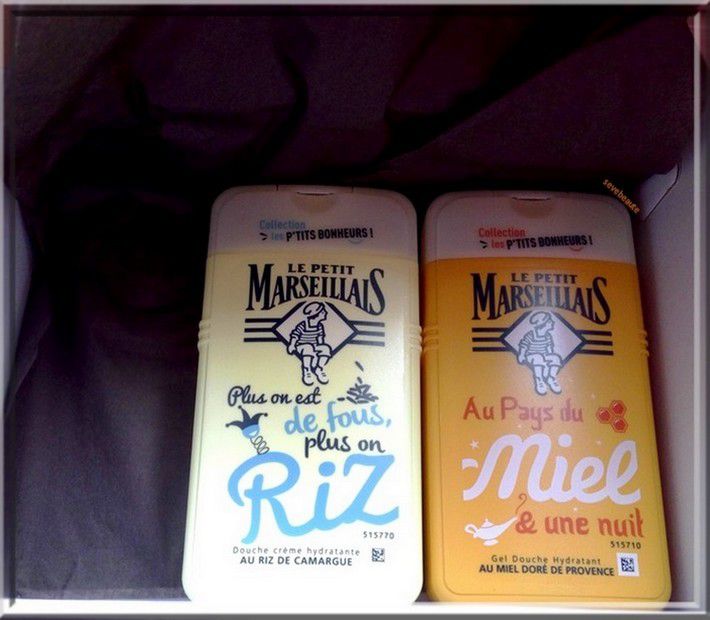 Collection
les P'TITS BONHEURS !
LE PETIT
MARSEILLAIS
Plus on est
de fous,
plus on
RiZ
515770
Douche crème hydratante
AU RIZ DE CAMARGUE
sevebeaute
Collection
les P'TITS BONHEURS !
LE PETIT
MARSEILLAIS
Au Pays du
Miel
& une nuit
515710
Gel Douche Hydratant
AU MIEL DORÉ DE PROVENCE